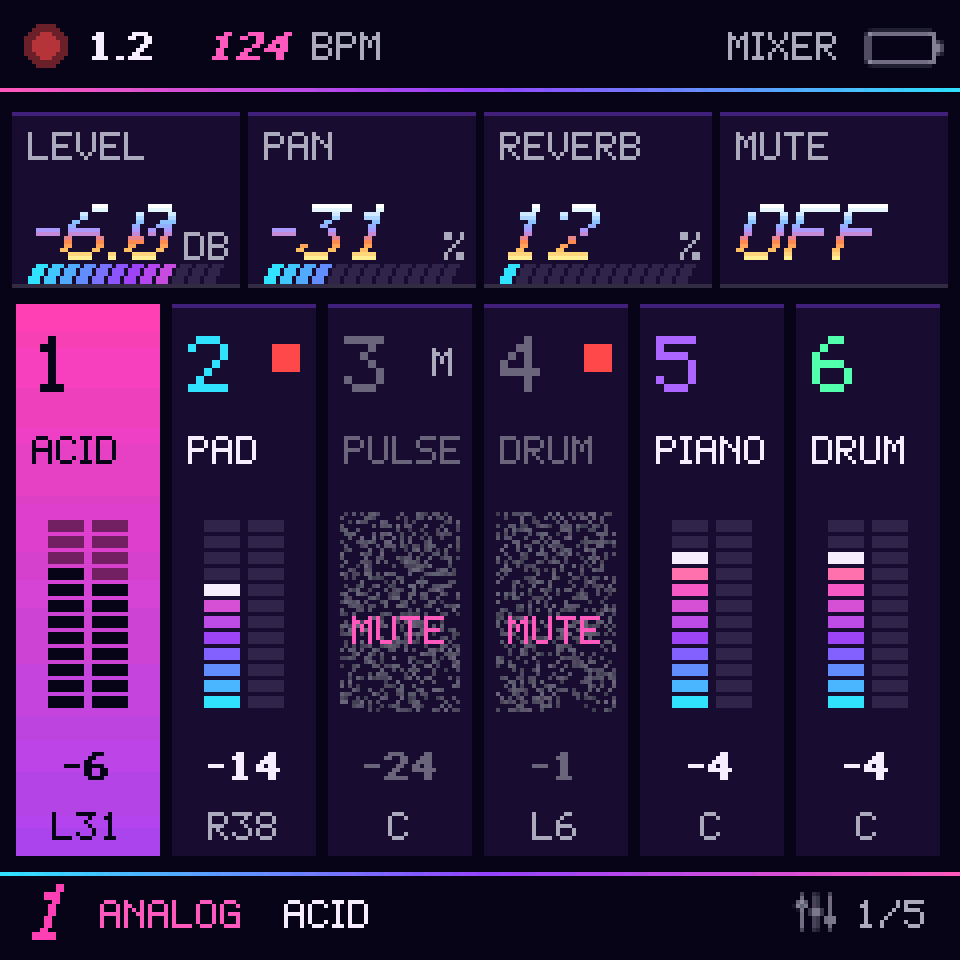 1.2 124 BPM MIXER
LEVEL PAN REVERB MUTE
-6.0 DB -31 % 12 % OFF
1 2 3 M 4 5 6
ACID PAD PULSE DRUM PIANO DRUM
MUTE MUTE
-6 -14 -24 -1 -4 -4
L31 R38 C L6 C C
1 ANALOG ACID 1/5